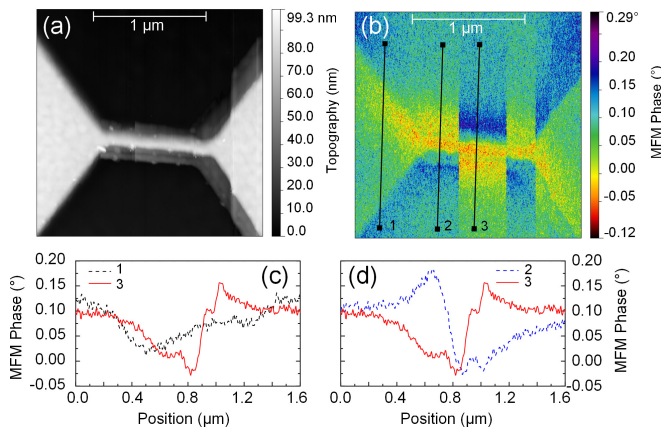 (a)
1 µm
99.3 nm
80.0
70.0
60.0
50.0
40.0
30.0
20.0
10.0
0.0
Topography (nm)
(b)
1 µm
1
2
3
0.29°
0.20
0.15
0.10
0.05
0.00
-0.05
-0.12
MFM Phase (°)
0.20
0.15
0.10
0.05
0.00
-0.05
MFM Phase (°)
1
3
(c)
0.0 0.4 0.8 1.2 1.6
Position (µm)
(d)
2
3
0.20
0.15
0.10
0.05
0.00
-0.05
MFM Phase (°)
0.0 0.4 0.8 1.2 1.6
Position (µm)